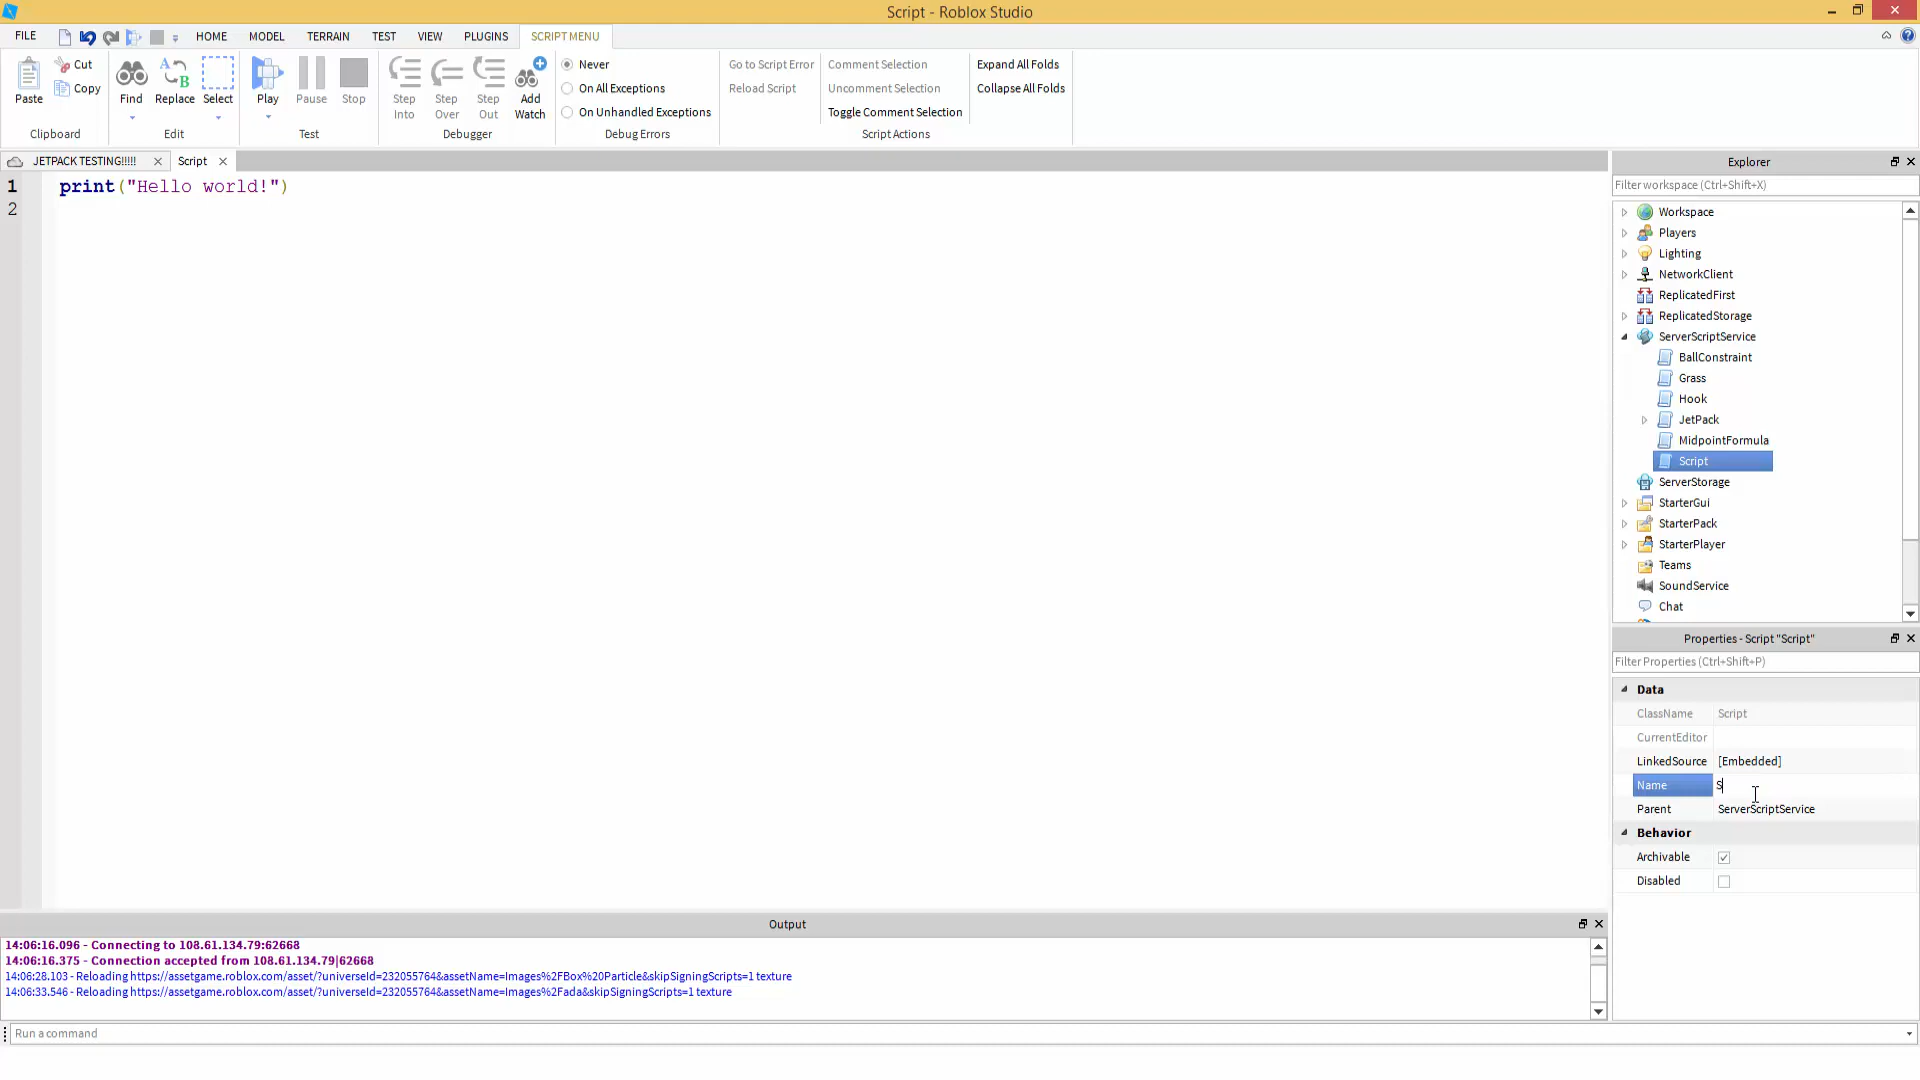 Script - Roblox Studio
FILE HOME MODEL TERRAIN TEST VIEW PLUGINS SCRIPT MENU
Paste Cut Copy Clipboard
Find Replace Select Edit
Play Pause Stop Test
Step Into Step Over Step Out Add Watch Debugger
Never
On All Exceptions
On Unhandled Exceptions
Debug Errors
Go to Script Error
Reload Script
Comment Selection
Uncomment Selection
Toggle Comment Selection
Script Actions
Expand All Folds
Collapse All Folds
JETPACK TESTING!!!!! Script
1 print("Hello world!")
2
Explorer
Filter workspace (Ctrl+Shift+X)
Workspace
Players
Lighting
NetworkClient
ReplicatedFirst
ReplicatedStorage
ServerScriptService
BallConstraint
Grass
Hook
JetPack
MidpointFormula
Script
ServerStorage
StarterGui
StarterPack
StarterPlayer
Teams
SoundService
Chat
Properties - Script "Script"
Filter Properties (Ctrl+Shift+P)
Data
ClassName Script
CurrentEditor
LinkedSource [Embedded]
Name S
Parent ServerScriptService
Behavior
Archivable
Disabled
Output
14:06:16.096 - Connecting to 108.61.134.79:62668
14:06:16.375 - Connection accepted from 108.61.134.79|62668
14:06:28.103 - Reloading https://assetgame.roblox.com/asset/?universeId=232055764&assetName=Images%2FBox%20Particle&skipSigningScripts=1 texture
14:06:33.546 - Reloading https://assetgame.roblox.com/asset/?universeId=232055764&assetName=Images%2Fada&skipSigningScripts=1 texture
Run a command